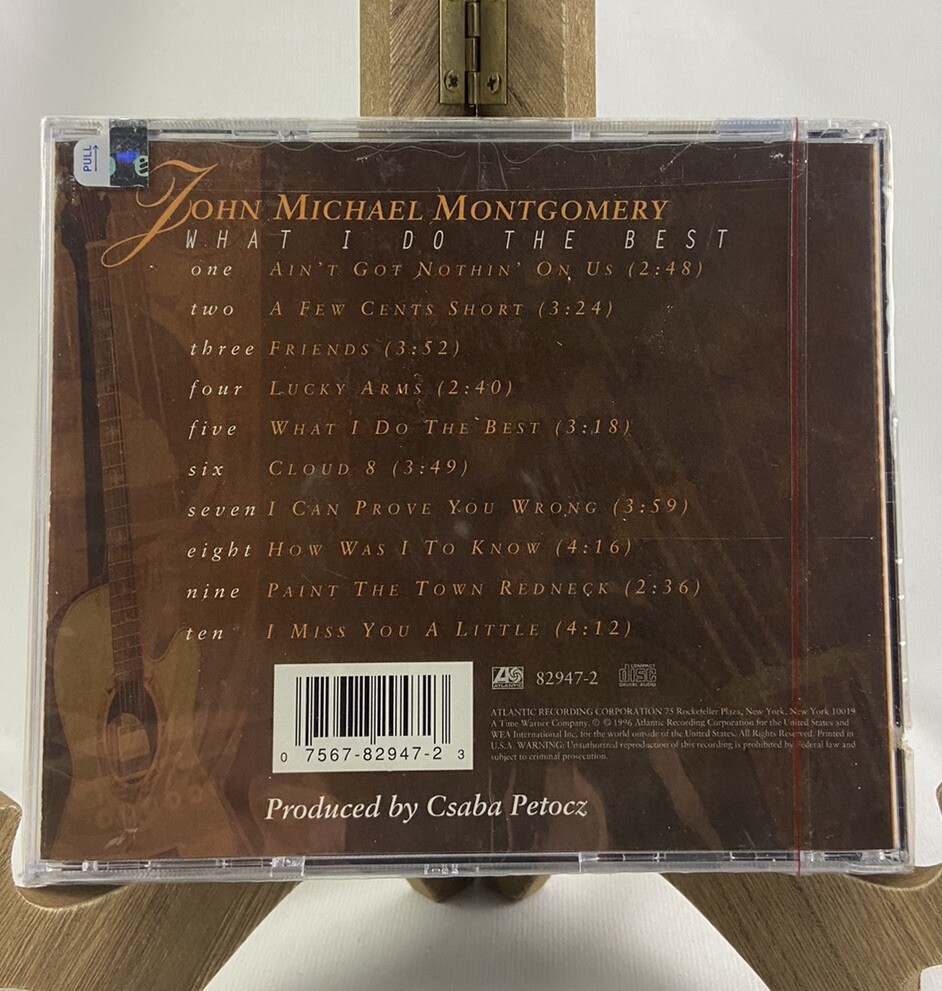 PULL
JOHN MICHAEL MONTGOMERY
WHAT I DO THE BEST
one AIN'T GOT NOTHIN' ON US (2:48)
two A FEW CENTS SHORT (3:24)
three FRIENDS (3:52)
four LUCKY ARMS (2:40)
five WHAT I DO THE BEST (3:18)
six CLOUD 8 (3:49)
seven I CAN PROVE YOU WRONG (3:59)
eight HOW WAS I TO KNOW (4:16)
nine PAINT THE TOWN REDNECK (2:36)
ten I MISS YOU A LITTLE (4:12)
ATLANTIC 82947-2 COMPACT disc DIGITAL AUDIO
ATLANTIC RECORDING CORPORATION 75 Rockefeller Plaza, New York, New York 10019
A Time Warner Company. © ℗ 1996 Atlantic Recording Corporation for the United States and
WEA International Inc. for the world outside of the United States. All Rights Reserved. Printed in
U.S.A. WARNING: Unauthorized reproduction of this recording is prohibited by Federal law and
subject to criminal prosecution.
0 7567-82947-2 3
Produced by Csaba Petocz